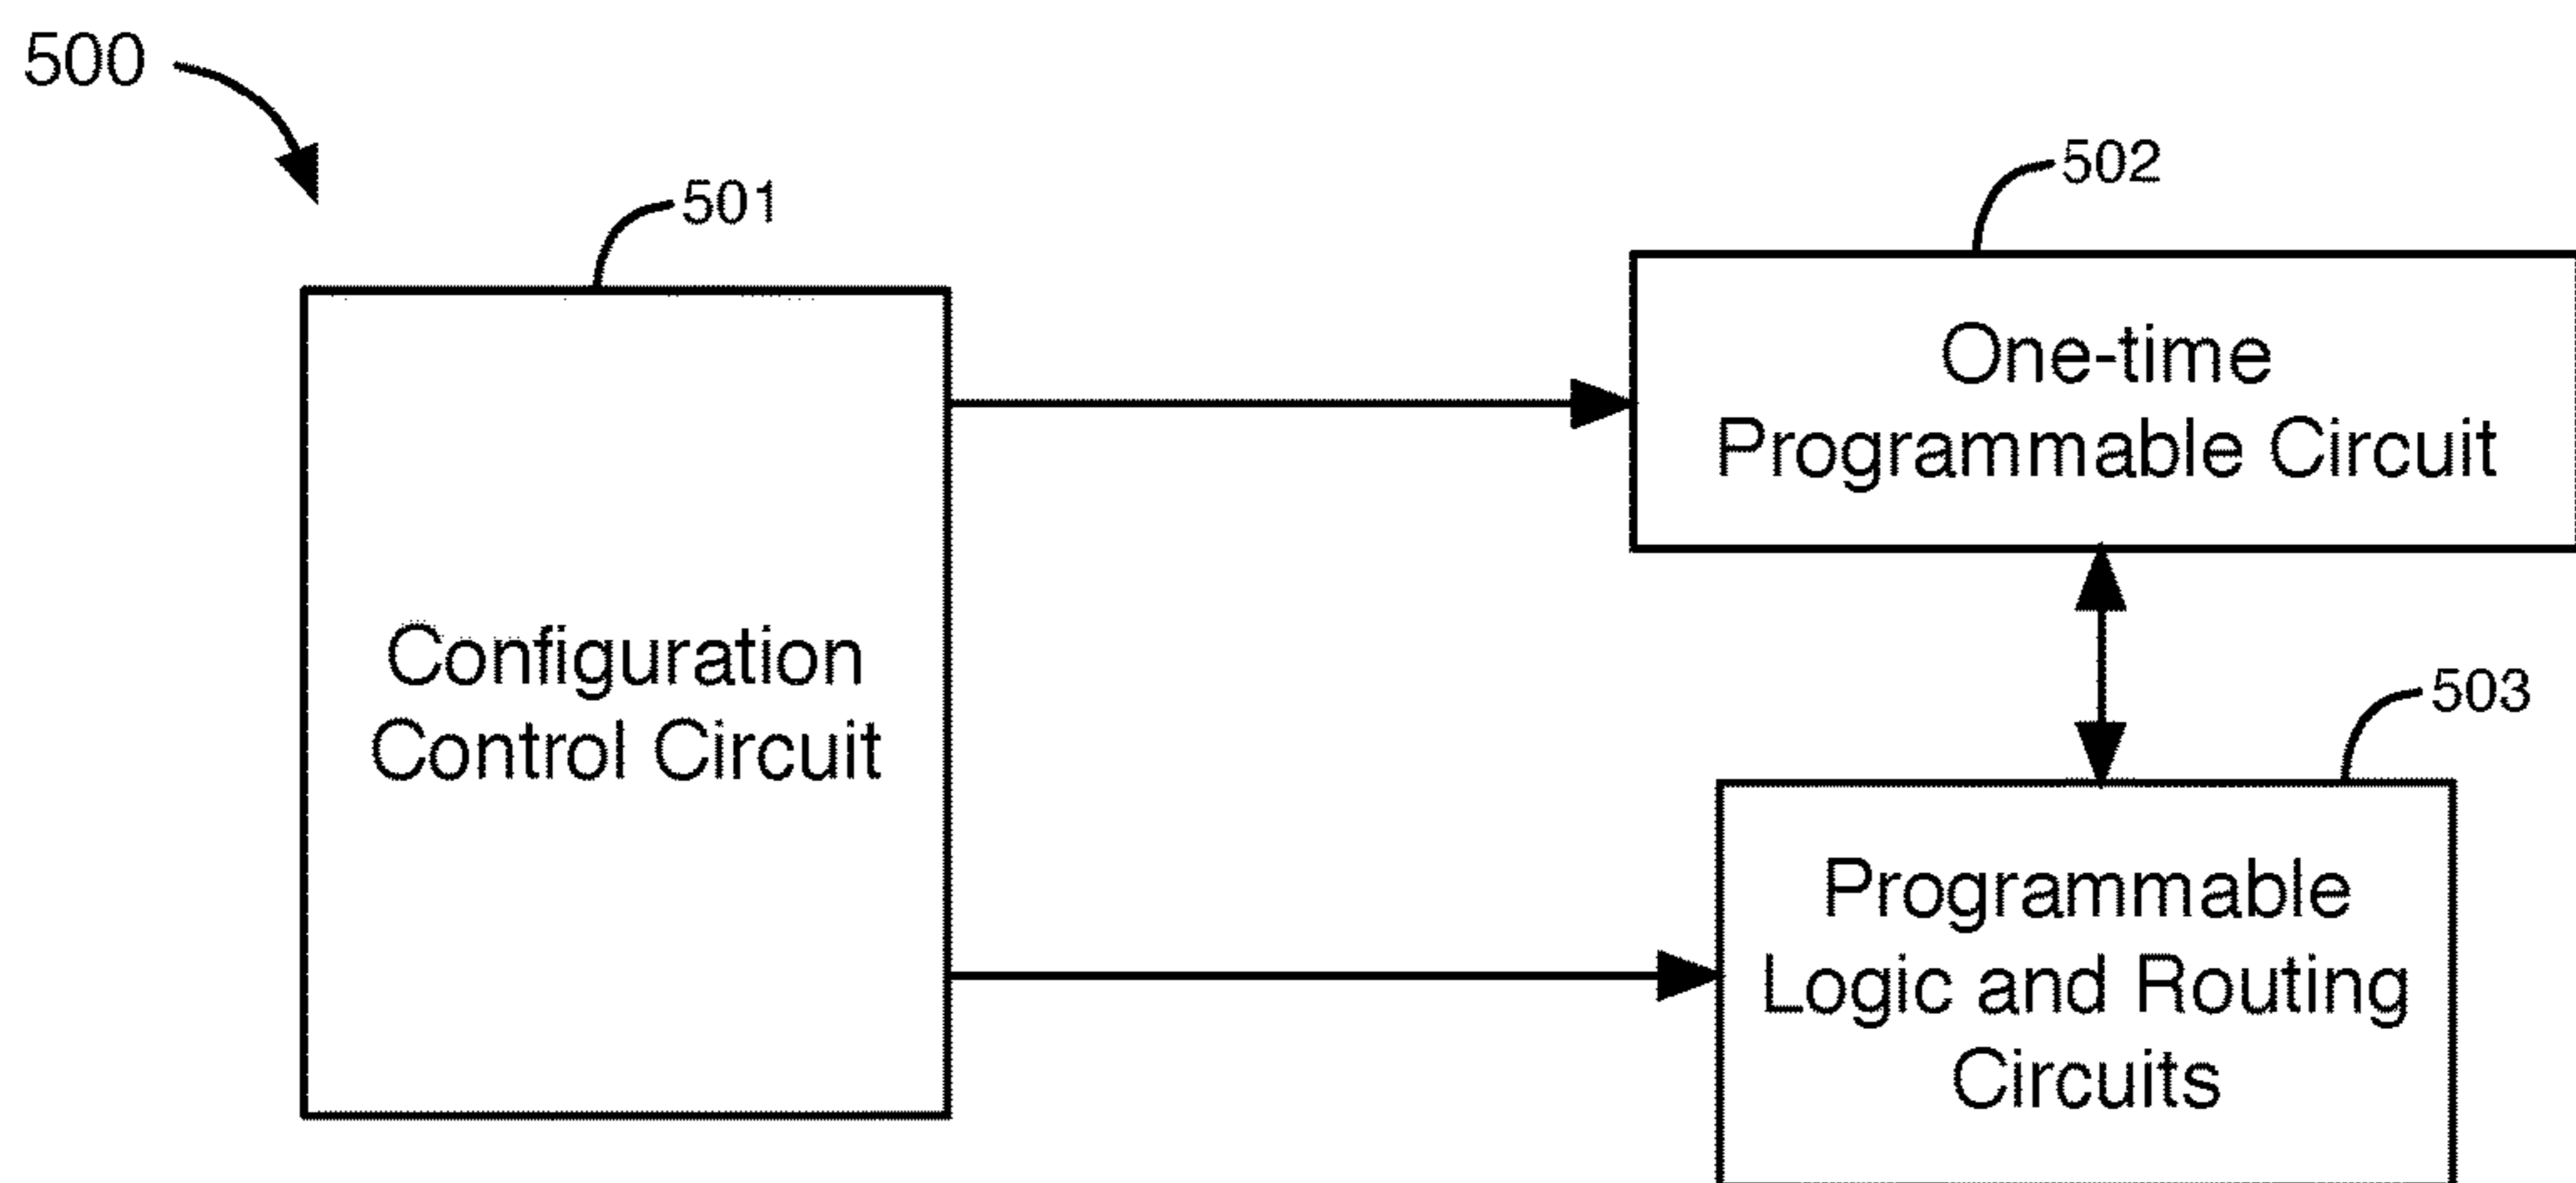 500
501
502
One-time
Programmable Circuit
Configuration
Control Circuit
503
Programmable
Logic and Routing
Circuits